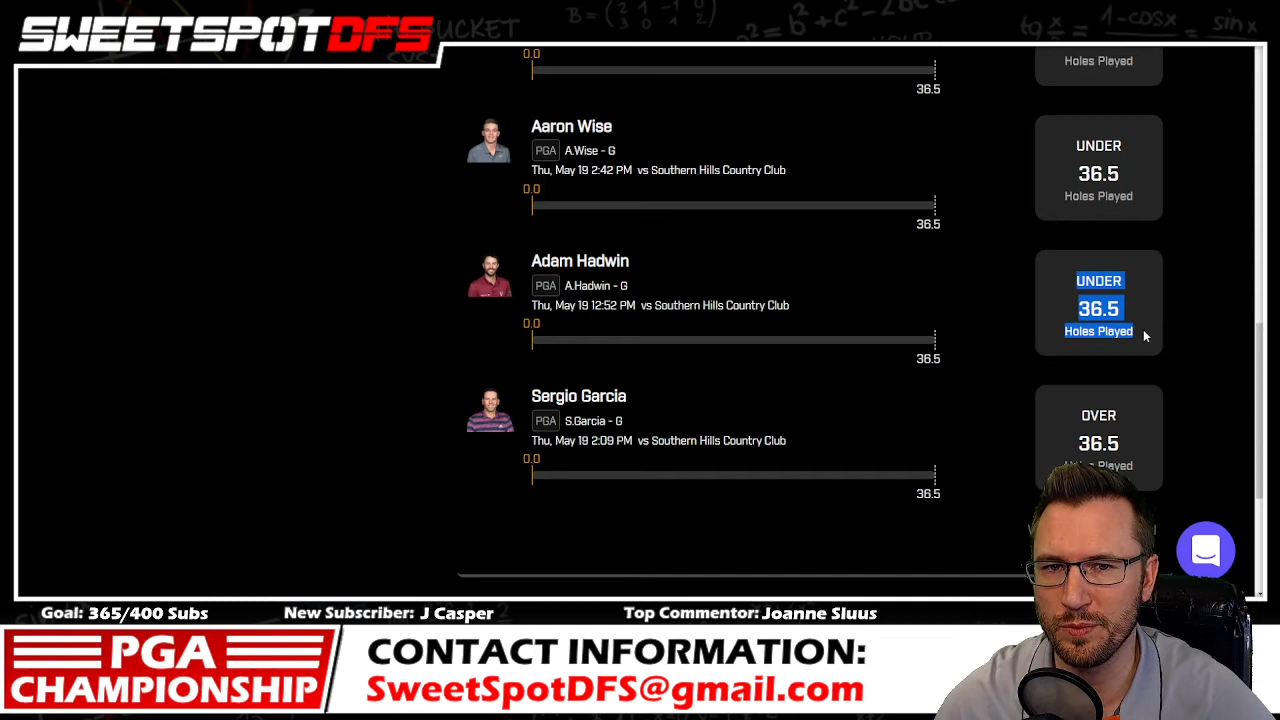 SWEETSPOTDFS
0.0
36.5
Holes Played
Aaron Wise
PGA A.Wise - G
Thu, May 19 2:42 PM vs Southern Hills Country Club
0.0
36.5
UNDER
36.5
Holes Played
Adam Hadwin
PGA A.Hadwin - G
Thu, May 19 12:52 PM vs Southern Hills Country Club
0.0
36.5
UNDER
36.5
Holes Played
Sergio Garcia
PGA S.Garcia - G
Thu, May 19 2:09 PM vs Southern Hills Country Club
0.0
36.5
OVER
36.5
Holes Played
Goal: 365/400 Subs
New Subscriber: J Casper
Top Commentor: Joanne Sluus
PGA
CHAMPIONSHIP
CONTACT INFORMATION:
SweetSpotDFS@gmail.com